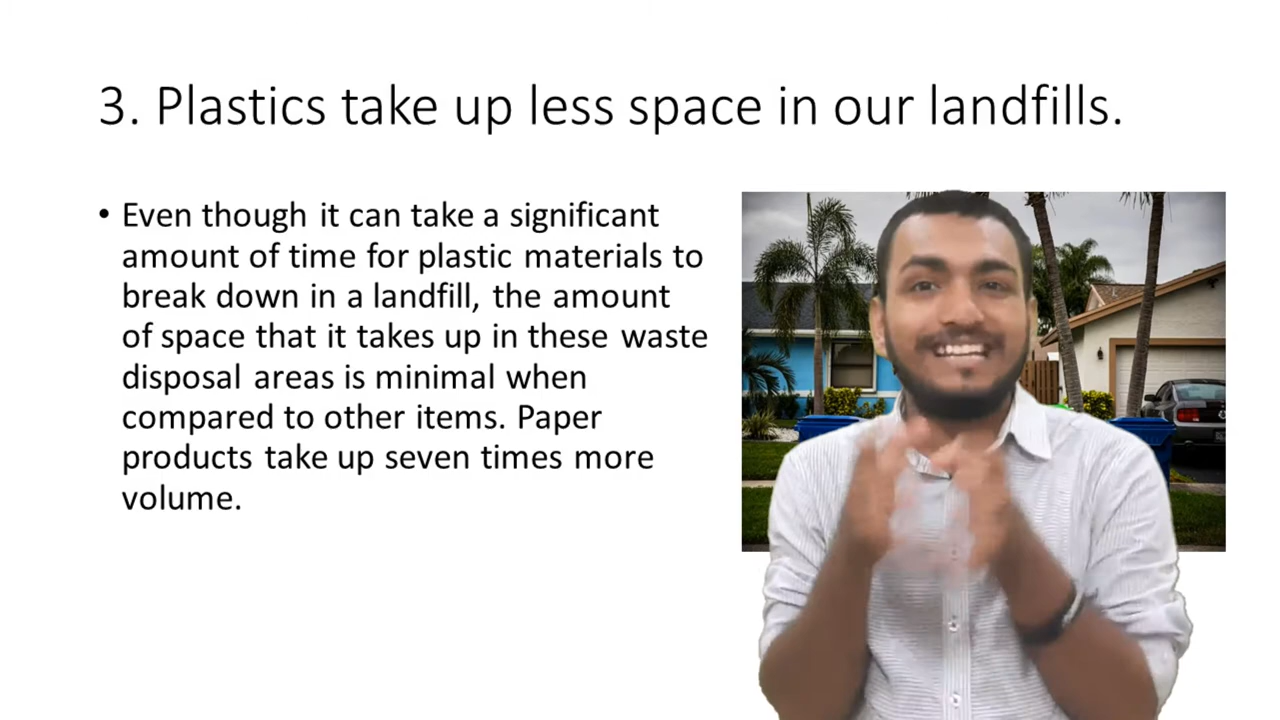 3. Plastics take up less space in our landfills.
• Even though it can take a significant
amount of time for plastic materials to
break down in a landfill, the amount
of space that it takes up in these waste
disposal areas is minimal when
compared to other items. Paper
products take up seven times more
volume.